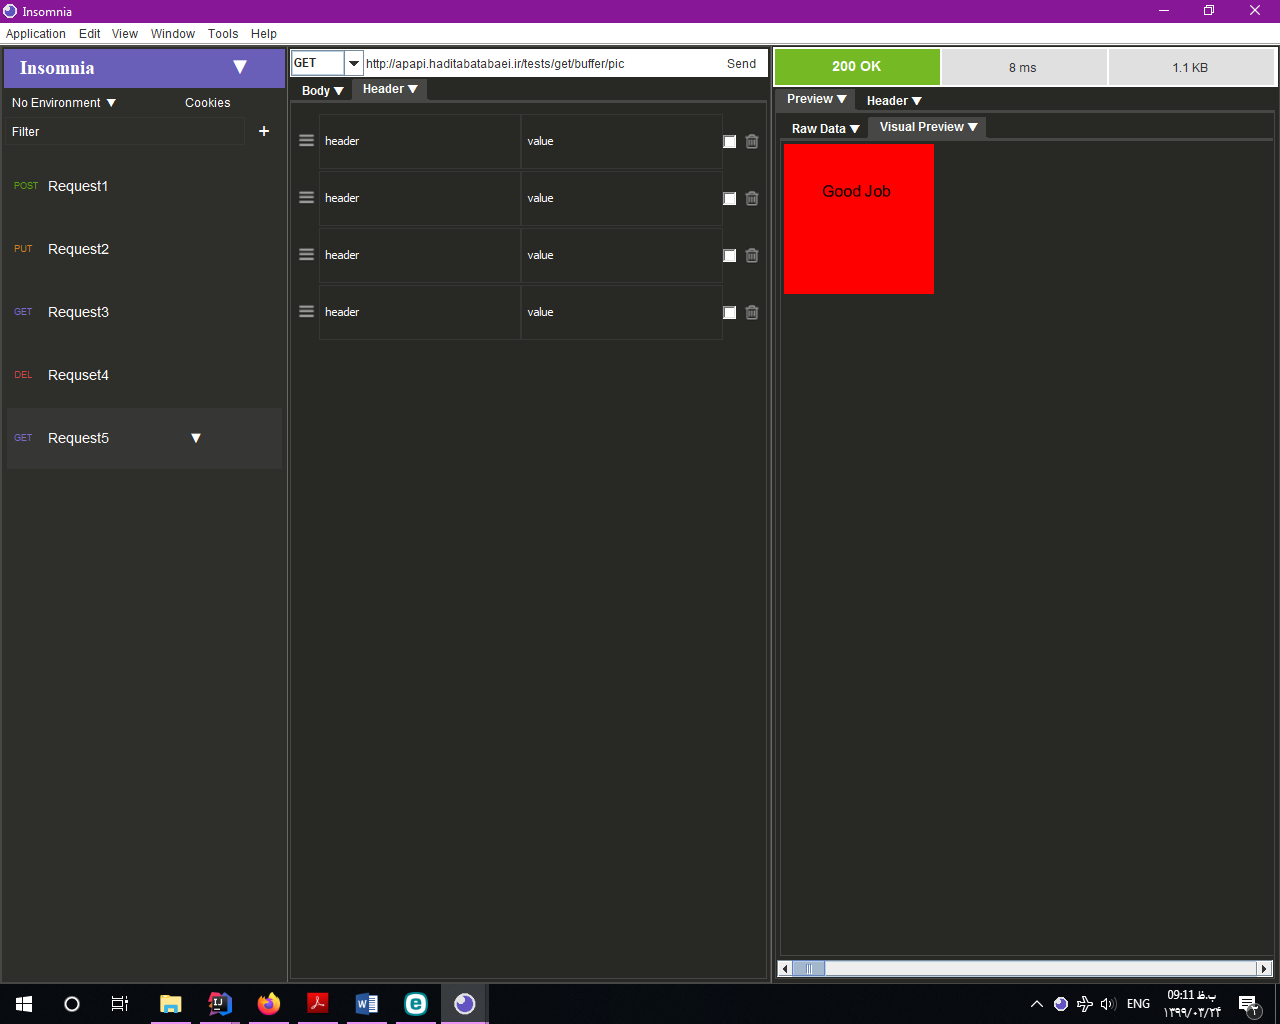 Insomnia
Application Edit View Window Tools Help
Insomnia ▼
No Environment ▼ Cookies
Filter +
POST Request1
PUT Request2
GET Request3
DEL Requset4
GET Request5 ▼
GET http://apapi.haditabatabaei.ir/tests/get/buffer/pic Send
Body ▼ Header ▼
header value
header value
header value
header value
200 OK 8 ms 1.1 KB
Preview ▼ Header ▼
Raw Data ▼ Visual Preview ▼
Good Job
ENG
09:11 ب.ظ
۱۳۹۹/۰۳/۲۴
۲